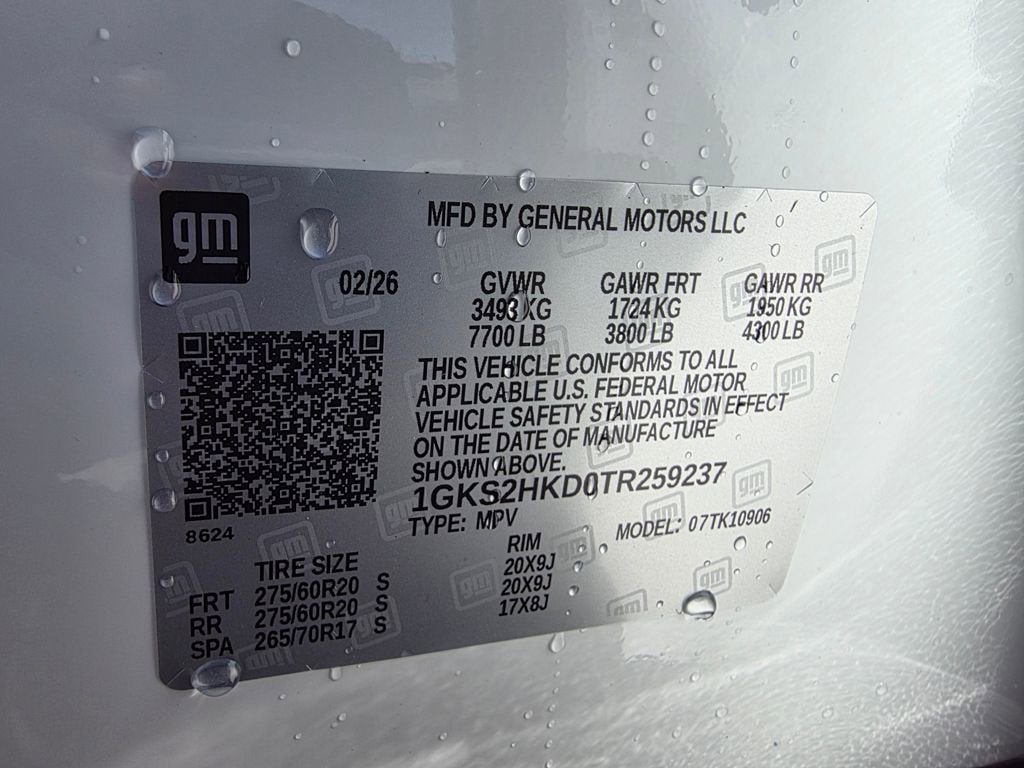 gm
MFD BY GENERAL MOTORS LLC
02/26 GVWR GAWR FRT GAWR RR
3493 KG 1724 KG 1950 KG
7700 LB 3800 LB 4300 LB
THIS VEHICLE CONFORMS TO ALL
APPLICABLE U.S. FEDERAL MOTOR
VEHICLE SAFETY STANDARDS IN EFFECT
ON THE DATE OF MANUFACTURE
SHOWN ABOVE.
1GKS2HKD0TR259237
8624
TYPE: MPV MODEL: 07TK10906
TIRE SIZE RIM
FRT 275/60R20 S 20X9J
RR 275/60R20 S 20X9J
SPA 265/70R17 S 17X8J